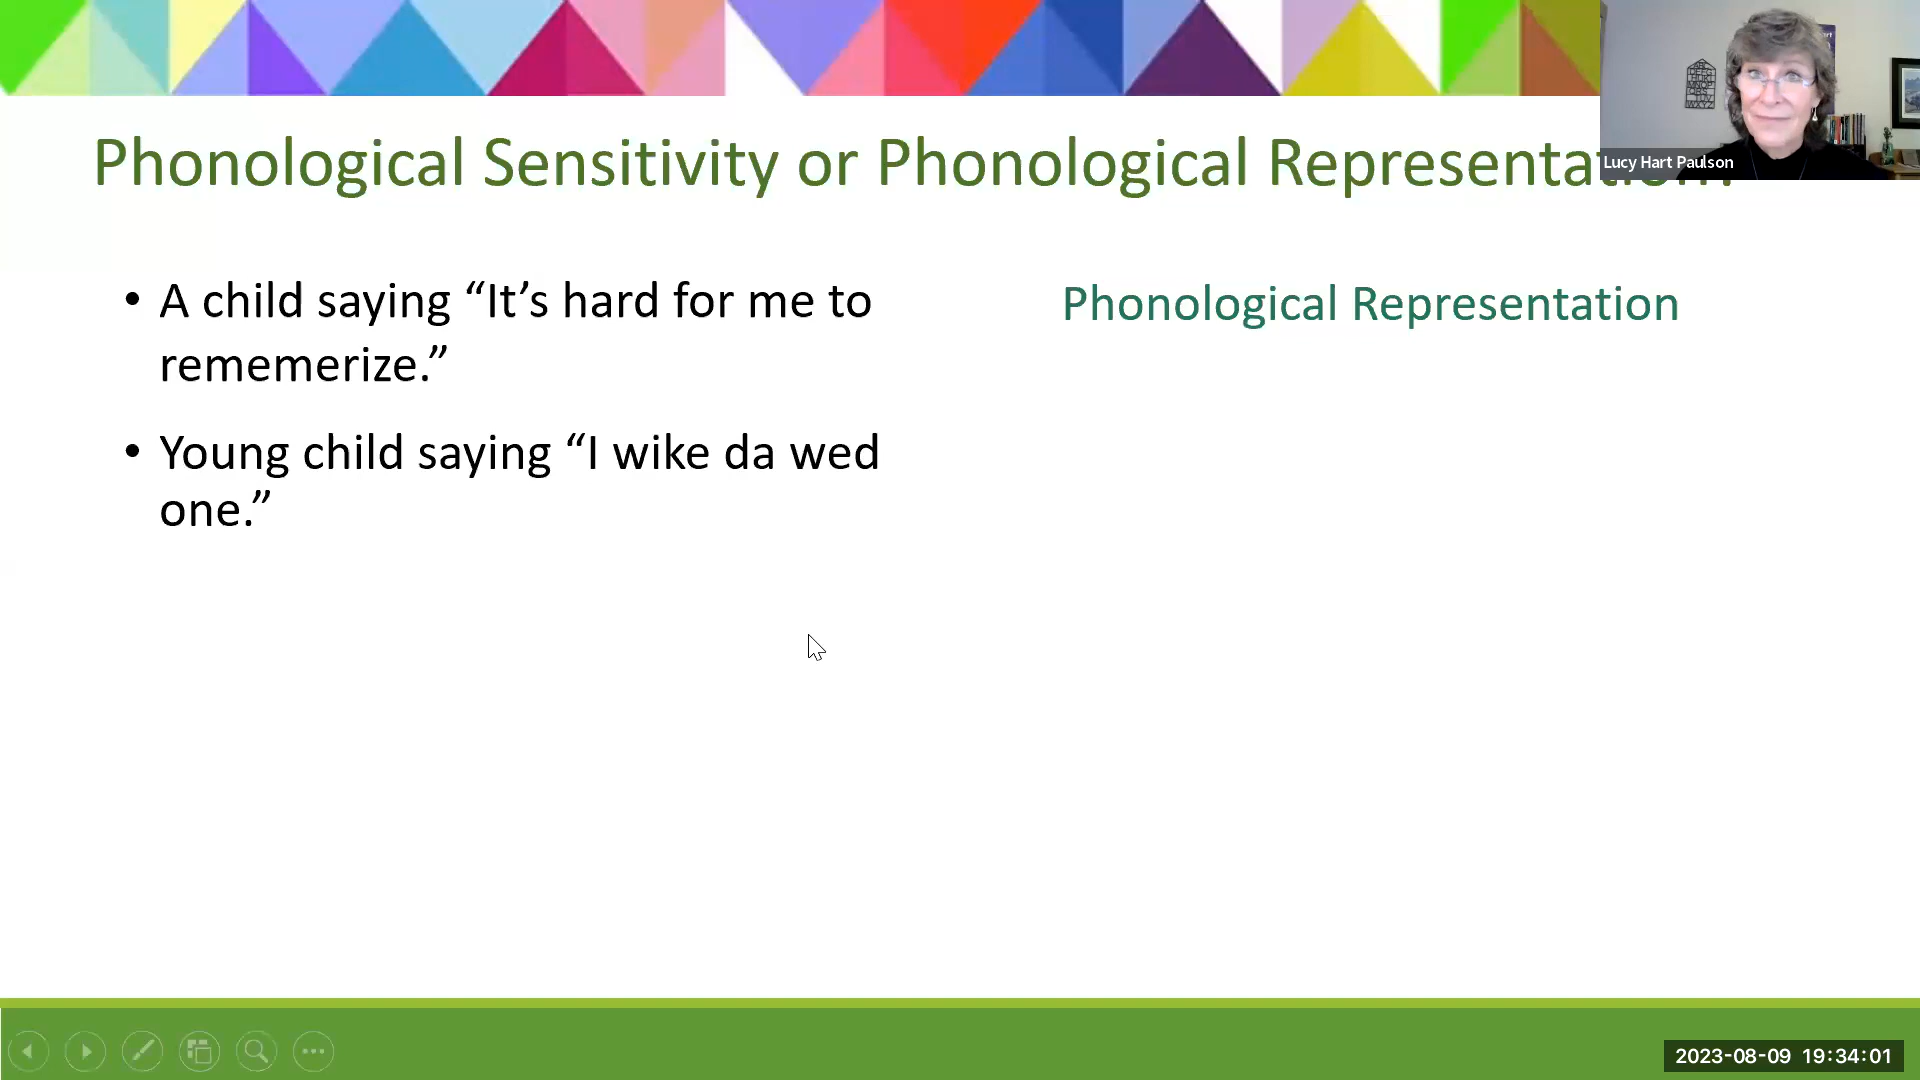 Phonological Sensitivity or Phonological Representation?
Lucy Hart Paulson
• A child saying “It’s hard for me to
rememerize.”
Phonological Representation
• Young child saying “I wike da wed
one.”
2023-08-09 19:34:01